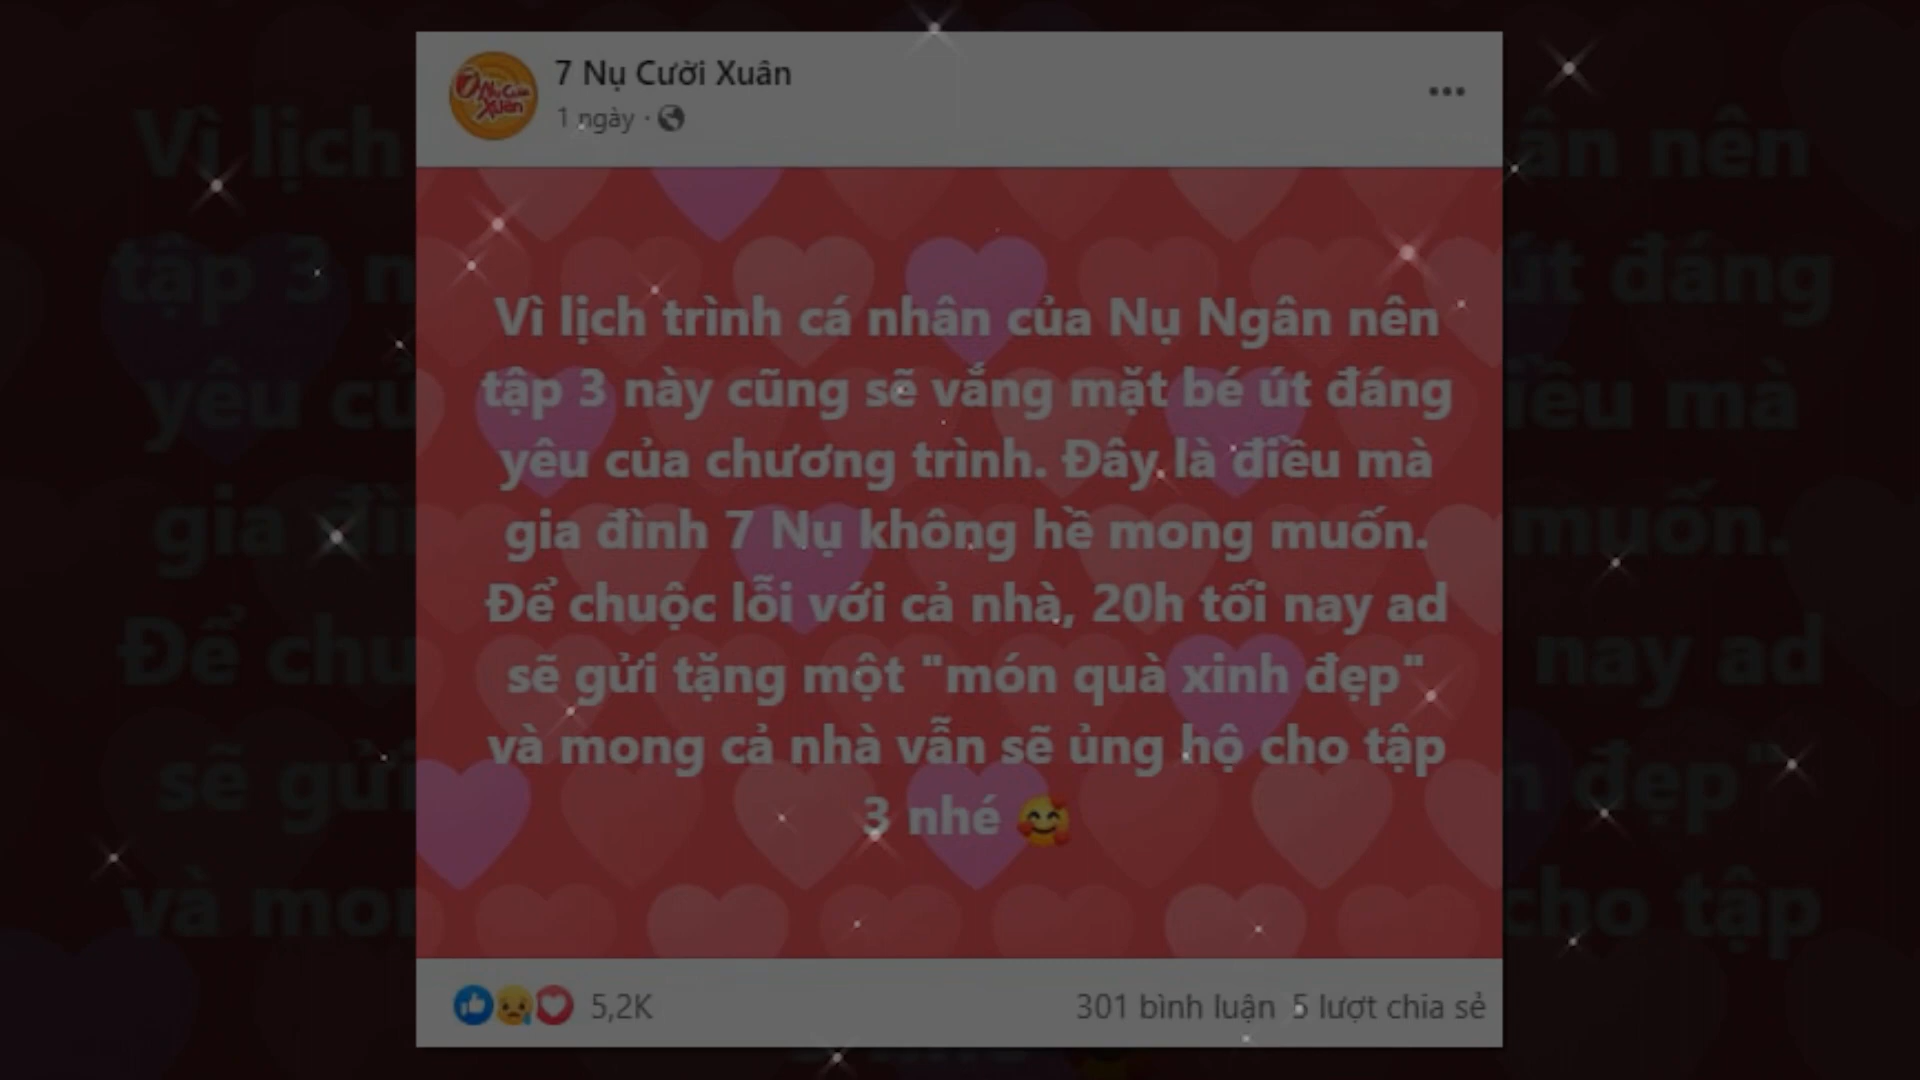 7 Nụ Cười Xuân
1 ngày
Vì lịch trình cá nhân của Nụ Ngân nên
tập 3 này cũng sẽ vắng mặt bé út đáng
yêu của chương trình. Đây là điều mà
gia đình 7 Nụ không hề mong muốn.
Để chuộc lỗi với cả nhà, 20h tối nay ad
sẽ gửi tặng một "món quà xinh đẹp"
và mong cả nhà vẫn sẽ ủng hộ cho tập
3 nhé 🥰
5,2K
301 bình luận 5 lượt chia sẻ